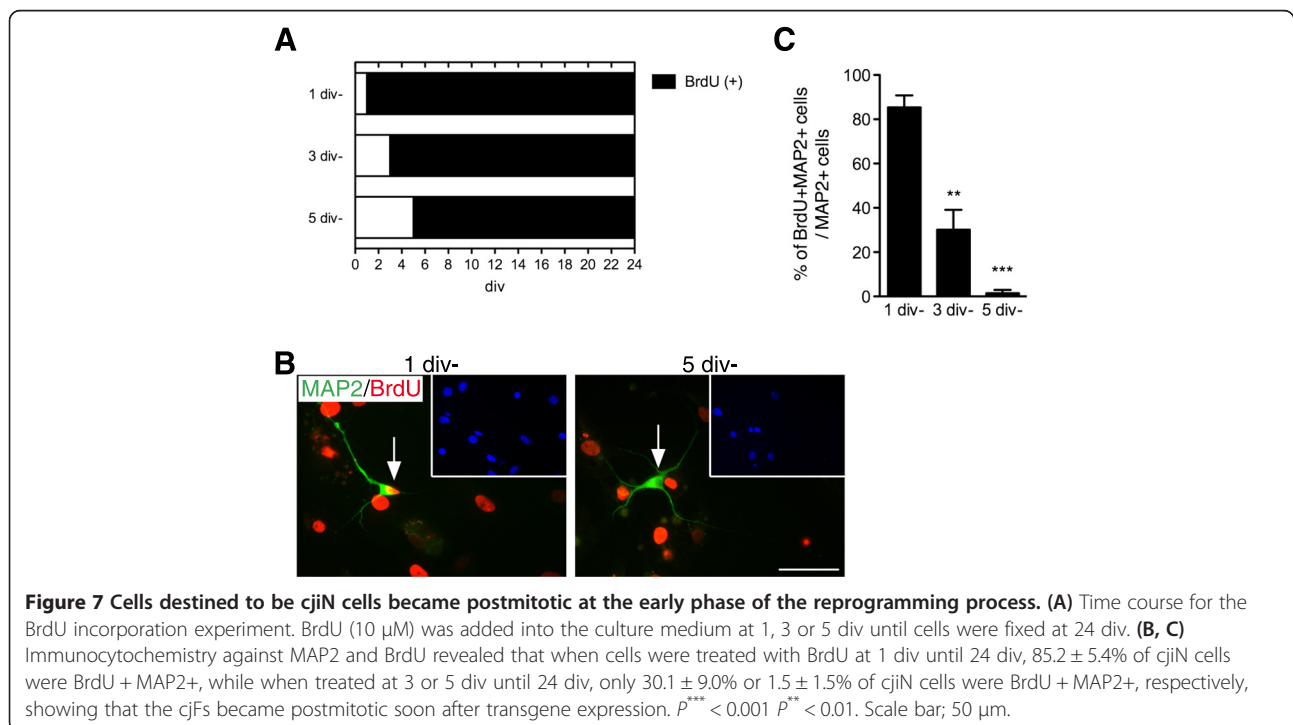 A
1 div-
3 div-
5 div-
0 2 4 6 8 10 12 14 16 18 20 22 24
div
BrdU (+)
C
% of BrdU+MAP2+ cells
/ MAP2+ cells
100
80
60
40
20
0
**
***
1 div- 3 div- 5 div-
B
1 div-
5 div-
MAP2/BrdU
Figure 7 Cells destined to be cjiN cells became postmitotic at the early phase of the reprogramming process. (A) Time course for the
BrdU incorporation experiment. BrdU (10 μM) was added into the culture medium at 1, 3 or 5 div until cells were fixed at 24 div. (B, C)
Immunocytochemistry against MAP2 and BrdU revealed that when cells were treated with BrdU at 1 div until 24 div, 85.2 ± 5.4% of cjiN cells
were BrdU + MAP2+, while when treated at 3 or 5 div until 24 div, only 30.1 ± 9.0% or 1.5 ± 1.5% of cjiN cells were BrdU + MAP2+, respectively,
showing that the cjFs became postmitotic soon after transgene expression. P*** < 0.001 P** < 0.01. Scale bar; 50 μm.